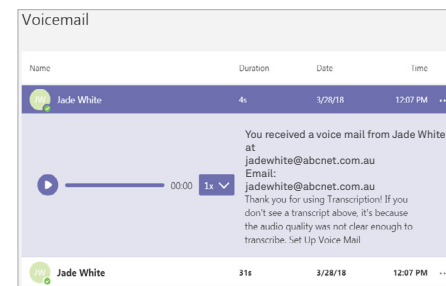 Voicemail
Name Duration Date Time
JW Jade White 4s 3/28/18 12:07 PM ...
You received a voice mail from Jade White
at
jadewhite@abcnet.com.au
Email:
00:00 1x jadewhite@abcnet.com.au
Thank you for using Transcription! If you
don't see a transcript above, it's because
the audio quality was not clear enough to
transcribe. Set Up Voice Mail
JW Jade White 31s 3/28/18 12:07 PM ...